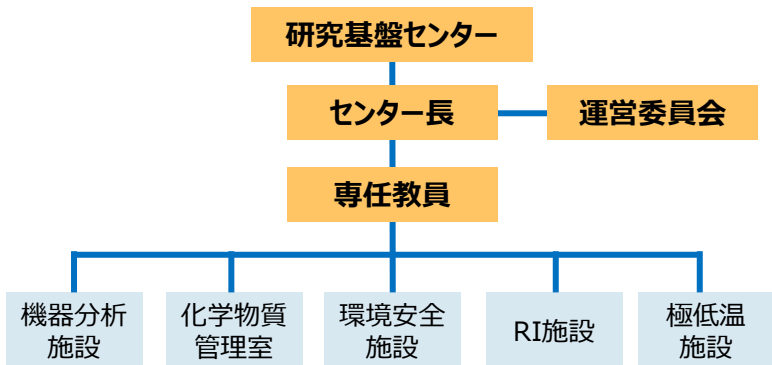 研究基盤センター
センター長
運営委員会
専任教員
機器分析
施設
化学物質
管理室
環境安全
施設
RI施設
極低温
施設